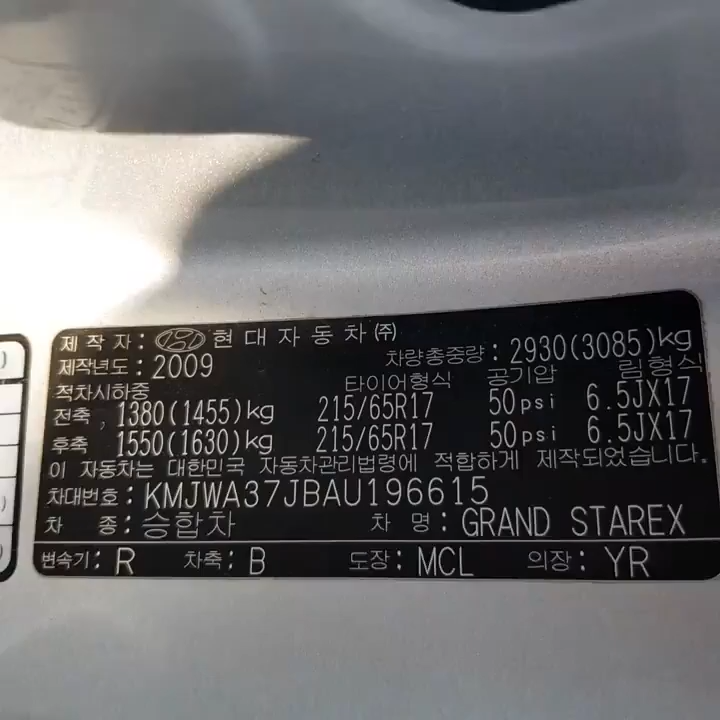 제 작 자 : 현대자동차(주)
제작년도 : 2009 차량총중량 : 2930(3085)kg
적차시하중 타이어형식 공기압 림형식
전축 , 1380(1455)kg 215/65R17 50psi 6.5JX17
후축 : 1550(1630)kg 215/65R17 50psi 6.5JX17
이 자동차는 대한민국 자동차관리법령에 적합하게 제작되었습니다.
차대번호 : KMJWA37JBAU196615
차 종 : 승합차 차 명 : GRAND STAREX
변속기 : R 차축 : B 도장 : MCL 의장 : YR